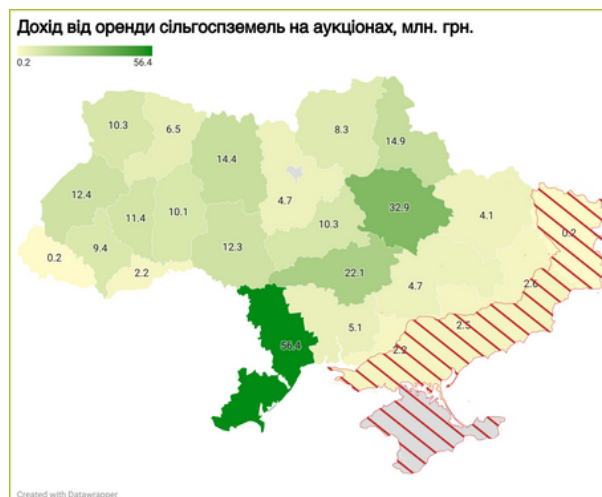 Дохід від оренди сільгоспземель на аукціонах, млн. грн.
0.2 56.4
10.3 6.5 8.3 14.9
14.4
12.4 4.7 32.9 4.1
11.4 10.1 10.3
0.2 9.4 12.3 0.2
2.2 22.1 4.7 2.6
5.1 2.5
56.4 2.2
Created with Datawrapper